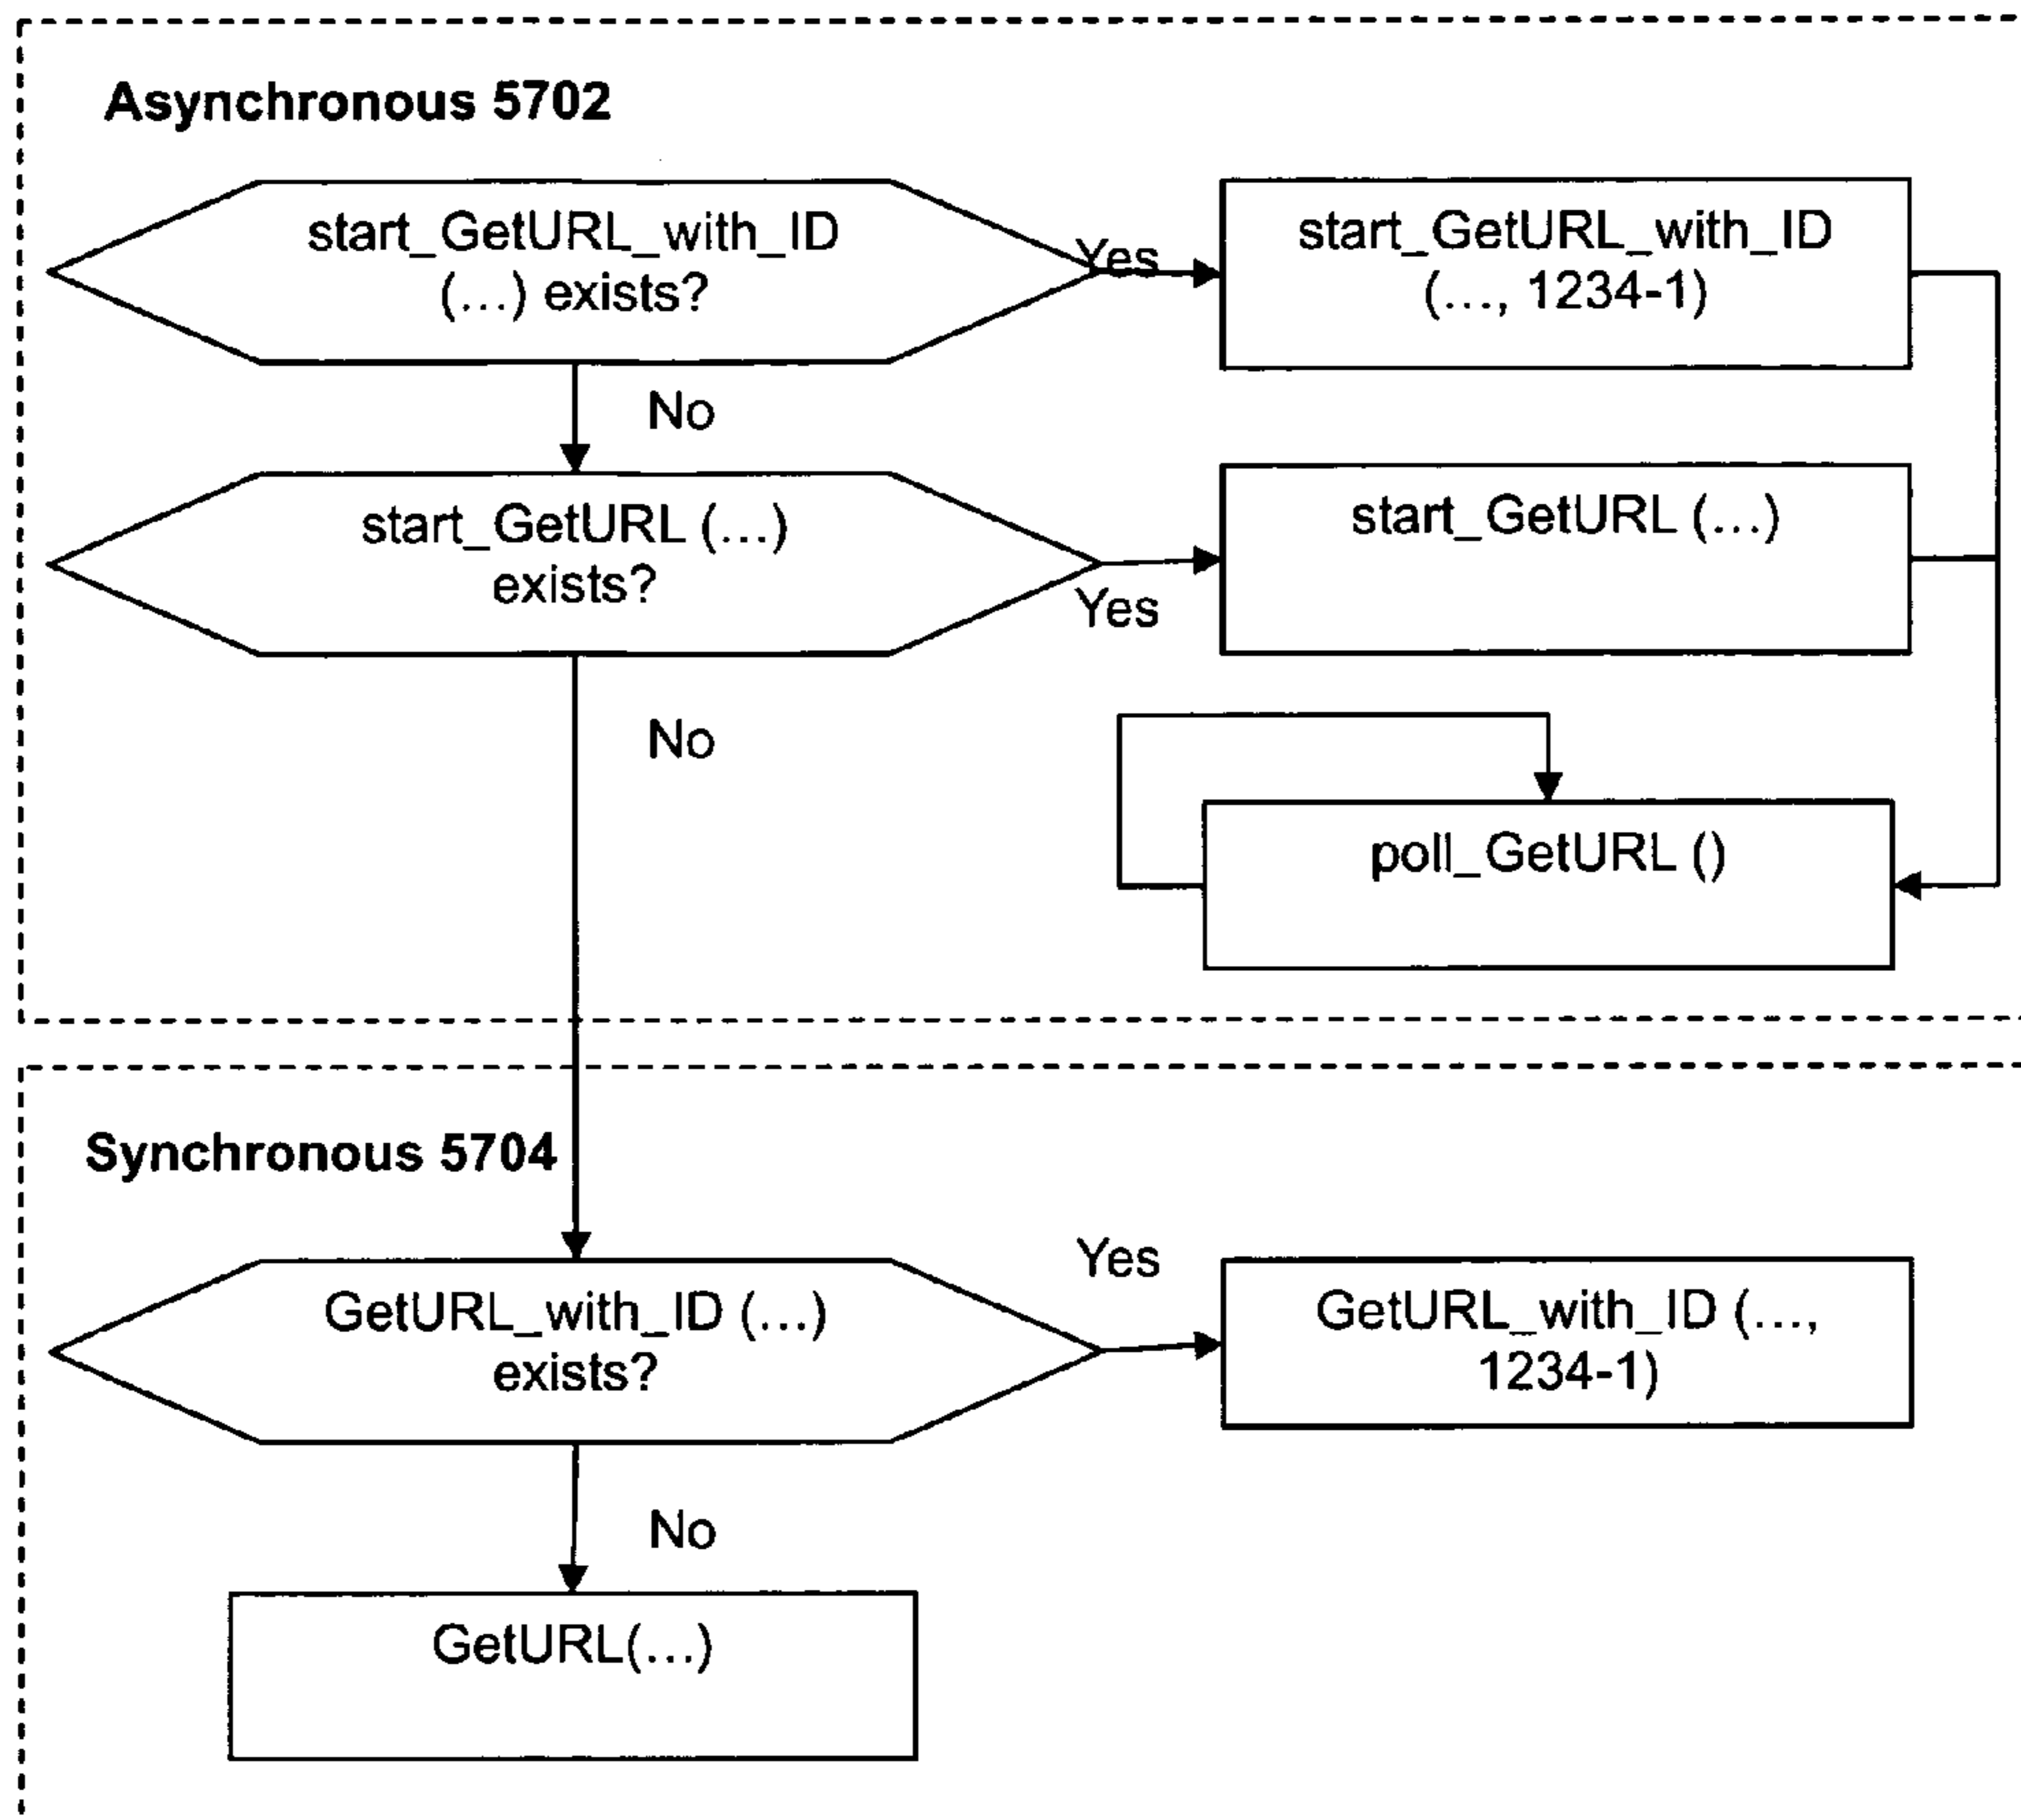 Asynchronous 5702
start_GetURL_with_ID
(...) exists?
Yes
start_GetURL_with_ID
(..., 1234-1)
No
start_GetURL (...)
exists?
Yes
start_GetURL (...)
No
poll_GetURL ()
Synchronous 5704
GetURL_with_ID (...)
exists?
Yes
GetURL_with_ID (...,
1234-1)
No
GetURL(...)